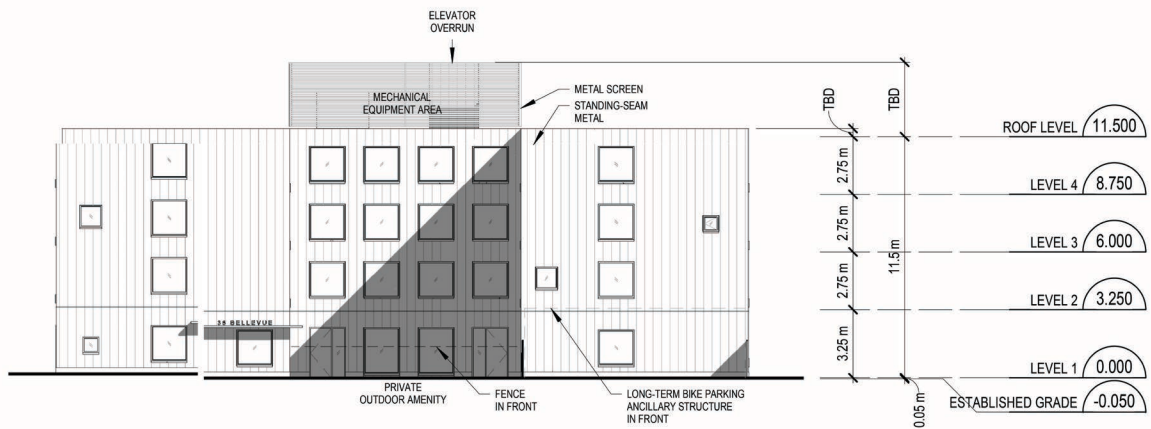 ELEVATOR
OVERRUN
MECHANICAL
EQUIPMENT AREA
METAL SCREEN
STANDING-SEAM
METAL
36 BELLEVUE
PRIVATE
OUTDOOR AMENITY
FENCE
IN FRONT
LONG-TERM BIKE PARKING
ANCILLARY STRUCTURE
IN FRONT
TBD
TBD
2.75 m
2.75 m
2.75 m
3.25 m
11.5 m
0.05 m
ROOF LEVEL 11.500
LEVEL 4 8.750
LEVEL 3 6.000
LEVEL 2 3.250
LEVEL 1 0.000
ESTABLISHED GRADE -0.050